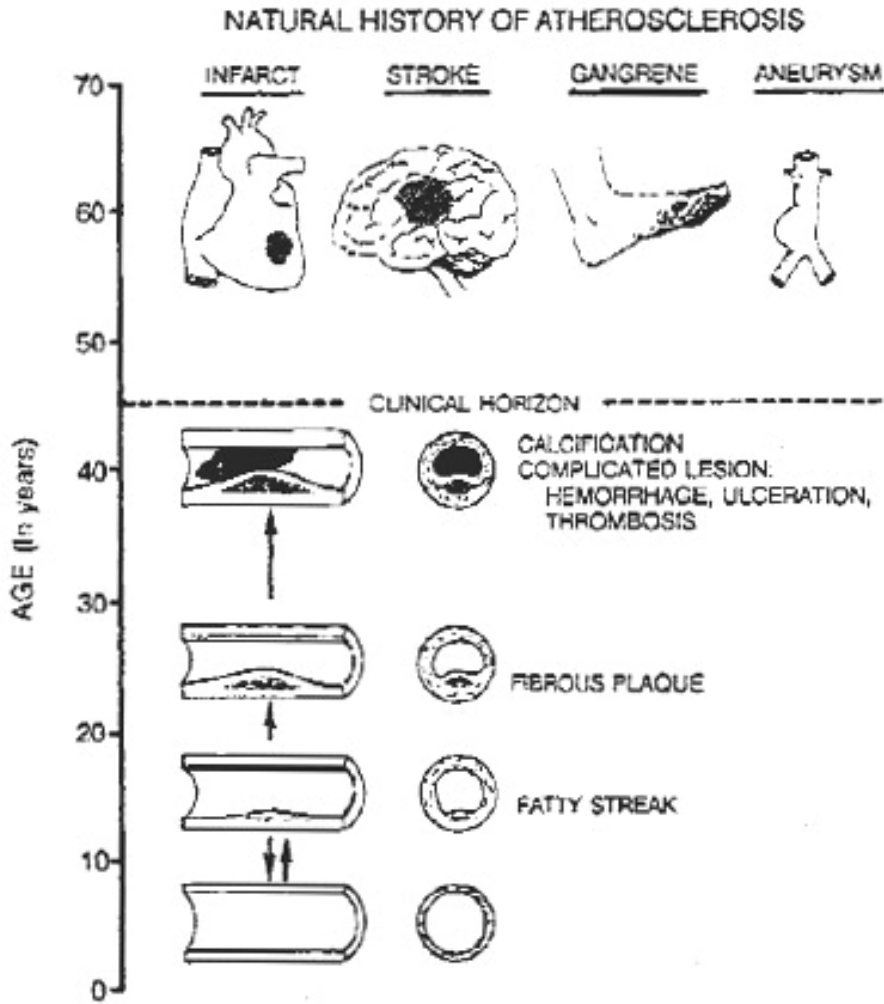 NATURAL HISTORY OF ATHEROSCLEROSIS
INFARCT STROKE GANGRENE ANEURYSM
70
60
50
CLINICAL HORIZON
CALCIFICATION
40
COMPLICATED LESION:
HEMORRHAGE, ULCERATION,
THROMBOSIS
AGE (In years)
30
FIBROUS PLAQUE
20
FATTY STREAK
10
0